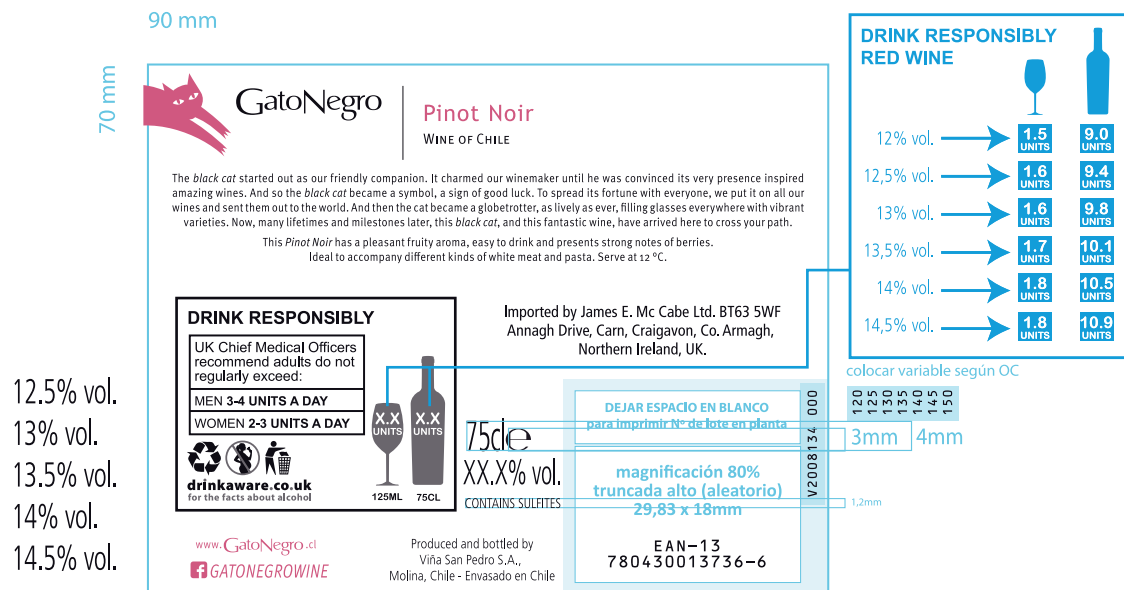 90 mm
70 mm
GatoNegro
Pinot Noir
WINE OF CHILE
The black cat started out as our friendly companion. It charmed our winemaker until he was convinced its very presence inspired
amazing wines. And so the black cat became a symbol, a sign of good luck. To spread its fortune with everyone, we put it on all our
wines and sent them out to the world. And then the cat became a globetrotter, as lively as ever, filling glasses everywhere with vibrant
varieties. Now, many lifetimes and milestones later, this black cat, and this fantastic wine, have arrived here to cross your path.
This Pinot Noir has a pleasant fruity aroma, easy to drink and presents strong notes of berries.
Ideal to accompany different kinds of white meat and pasta. Serve at 12 ºC.
DRINK RESPONSIBLY
UK Chief Medical Officers
recommend adults do not
regularly exceed:
MEN 3-4 UNITS A DAY
WOMEN 2-3 UNITS A DAY
drinkaware.co.uk
for the facts about alcohol
X.X
UNITS
125ML
X.X
UNITS
75CL
Imported by James E. Mc Cabe Ltd. BT63 5WF
Annagh Drive, Carn, Craigavon, Co. Armagh,
Northern Ireland, UK.
75cl e
XX.X% vol.
CONTAINS SULFITES
www.GatoNegro.cl
f GATONEGROWINE
Produced and bottled by
Viña San Pedro S.A.,
Molina, Chile - Envasado en Chile
DEJAR ESPACIO EN BLANCO
para imprimir Nº de lote en planta
magnificación 80%
truncada alto (aleatorio)
29,83 x 18mm
EAN-13
780430013736-6
V2008134 000
12.5% vol.
13% vol.
13.5% vol.
14% vol.
14.5% vol.
DRINK RESPONSIBLY
RED WINE
12% vol. 1.5 UNITS 9.0 UNITS
12,5% vol. 1.6 UNITS 9.4 UNITS
13% vol. 1.6 UNITS 9.8 UNITS
13,5% vol. 1.7 UNITS 10.1 UNITS
14% vol. 1.8 UNITS 10.5 UNITS
14,5% vol. 1.8 UNITS 10.9 UNITS
colocar variable según OC
120
125
130
135
140
145
150
3mm
4mm
1,2mm